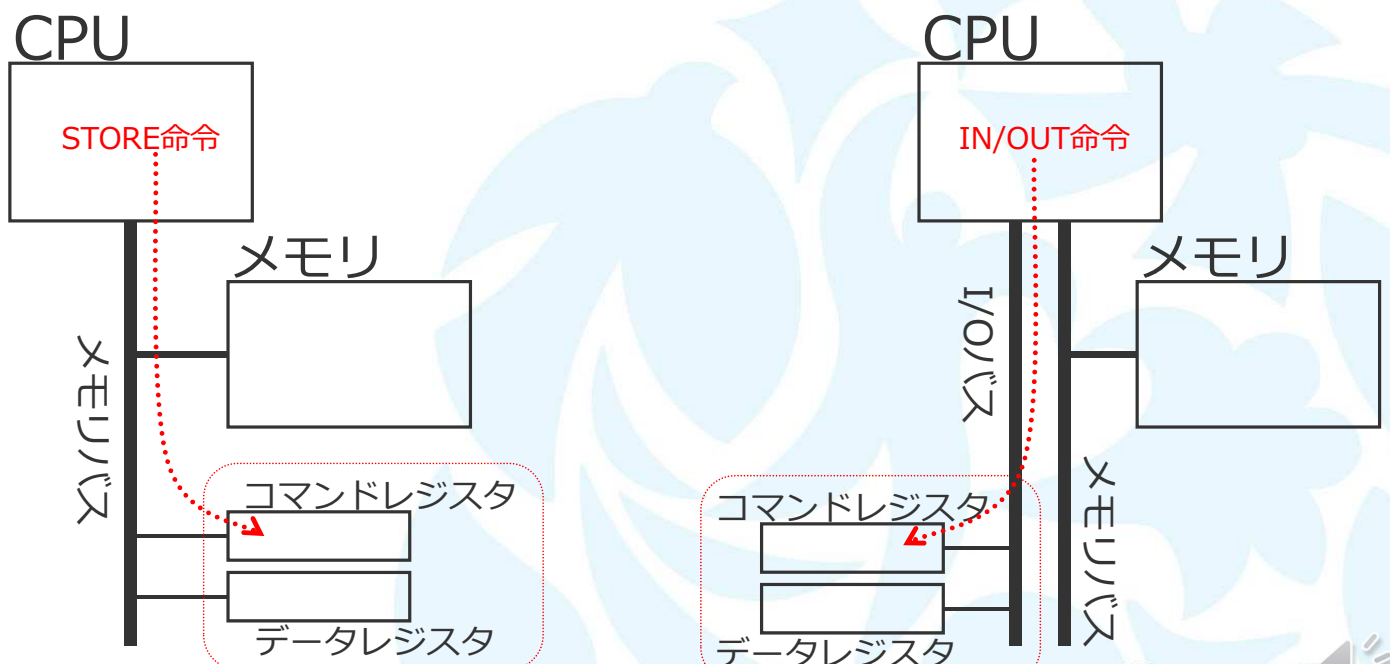 CPU
STORE命令
メモリ
メモリバス
コマンドレジスタ
データレジスタ
CPU
IN/OUT命令
メモリ
I/Oバス
メモリバス
コマンドレジスタ
データレジスタ